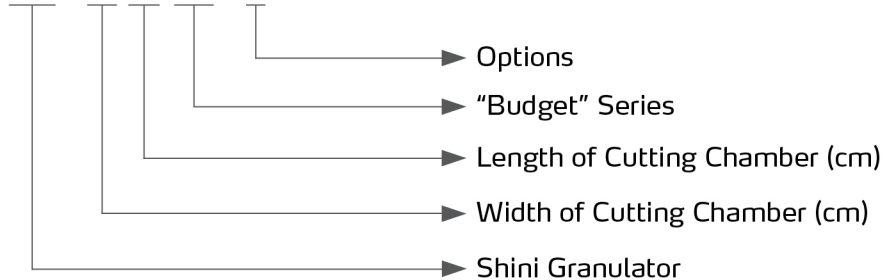 Options
“Budget” Series
Length of Cutting Chamber (cm)
Width of Cutting Chamber (cm)
Shini Granulator